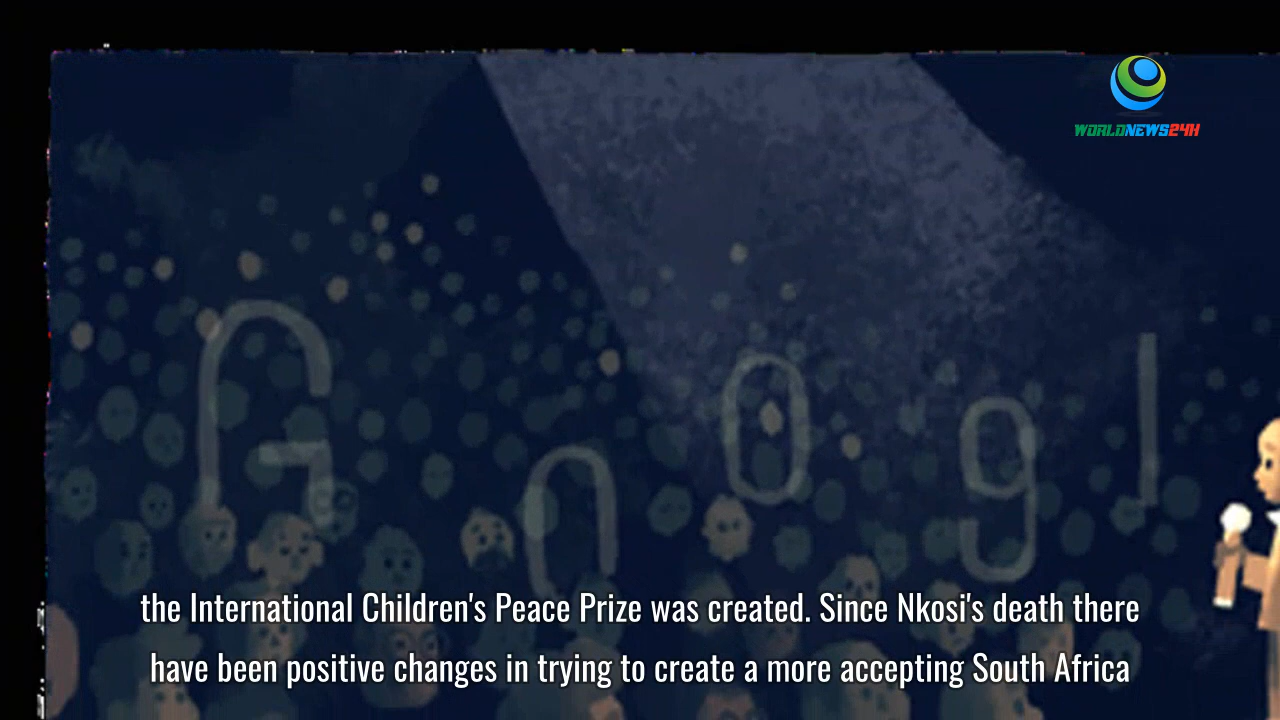 WORLDNEWS24H
Googl
the International Children's Peace Prize was created. Since Nkosi's death there
have been positive changes in trying to create a more accepting South Africa